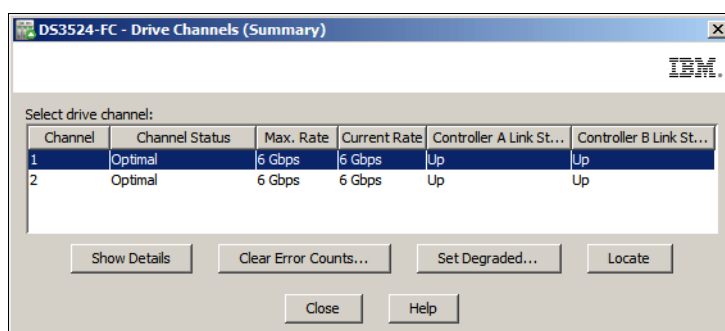 DS3524-FC - Drive Channels (Summary)
IBM.
Select drive channel:
Channel Channel Status Max. Rate Current Rate Controller A Link St... Controller B Link St...
1 Optimal 6 Gbps 6 Gbps Up Up
2 Optimal 6 Gbps 6 Gbps Up Up
Show Details Clear Error Counts... Set Degraded... Locate
Close Help